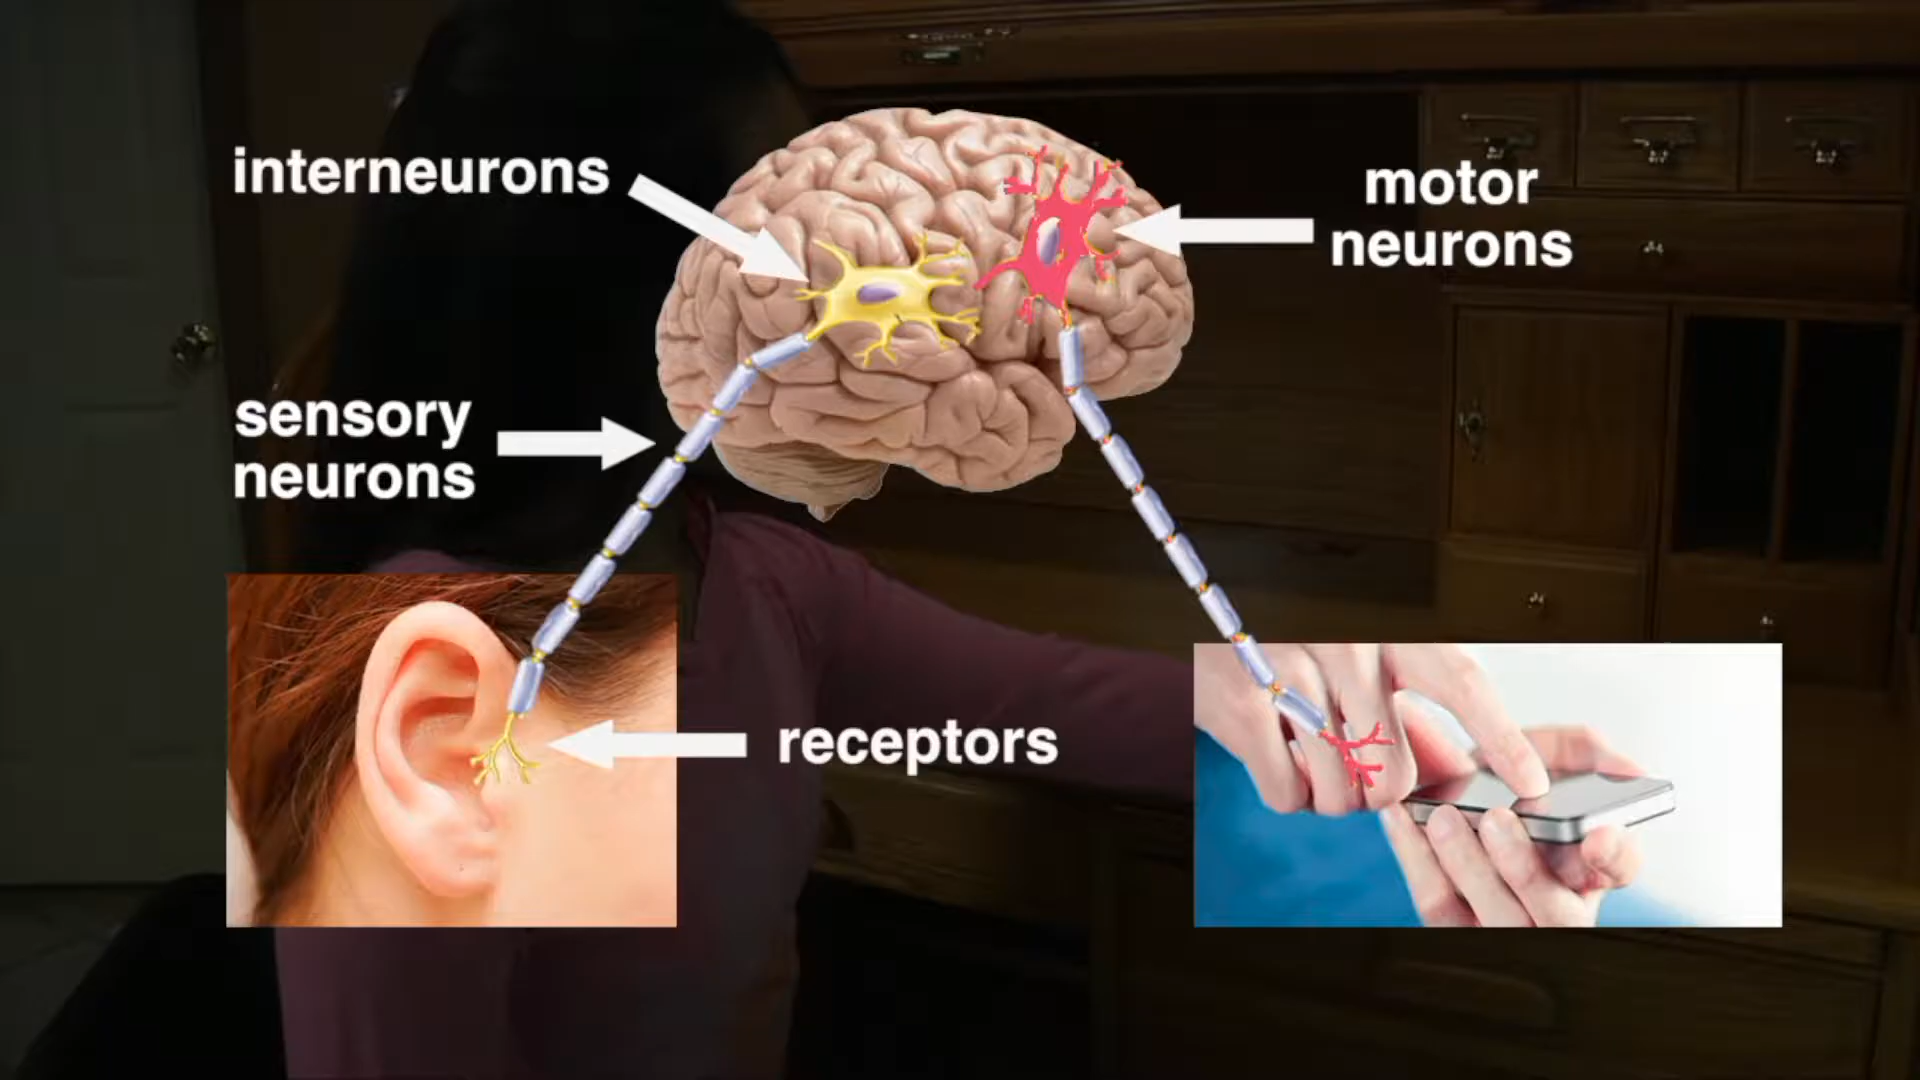 interneurons
motor
neurons
sensory
neurons
receptors